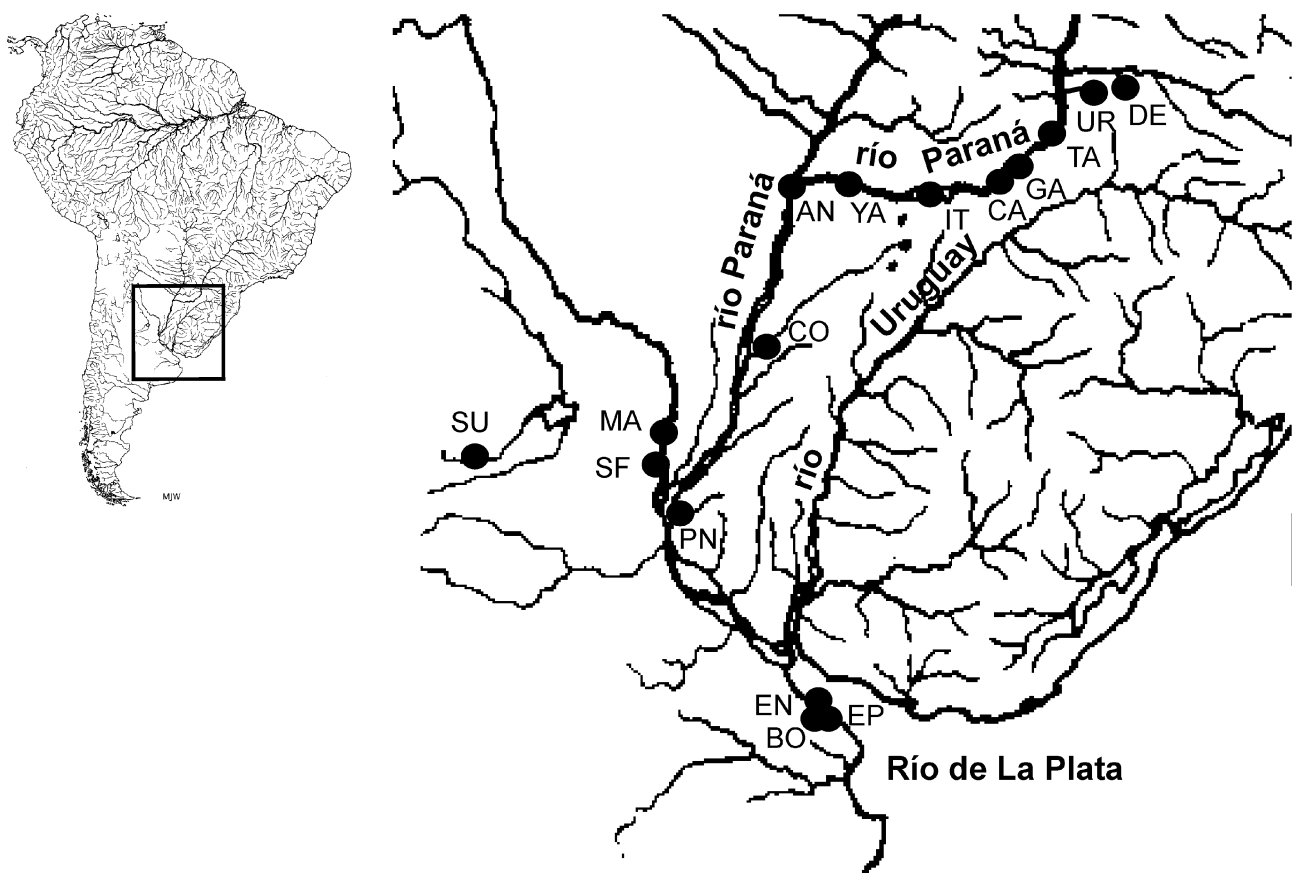 MJW
UR
DE
río Paraná
TA
GA
CA
IT
YA
AN
río Paraná
río Uruguay
CO
SU
MA
SF
PN
EN
EP
BO
Río de La Plata